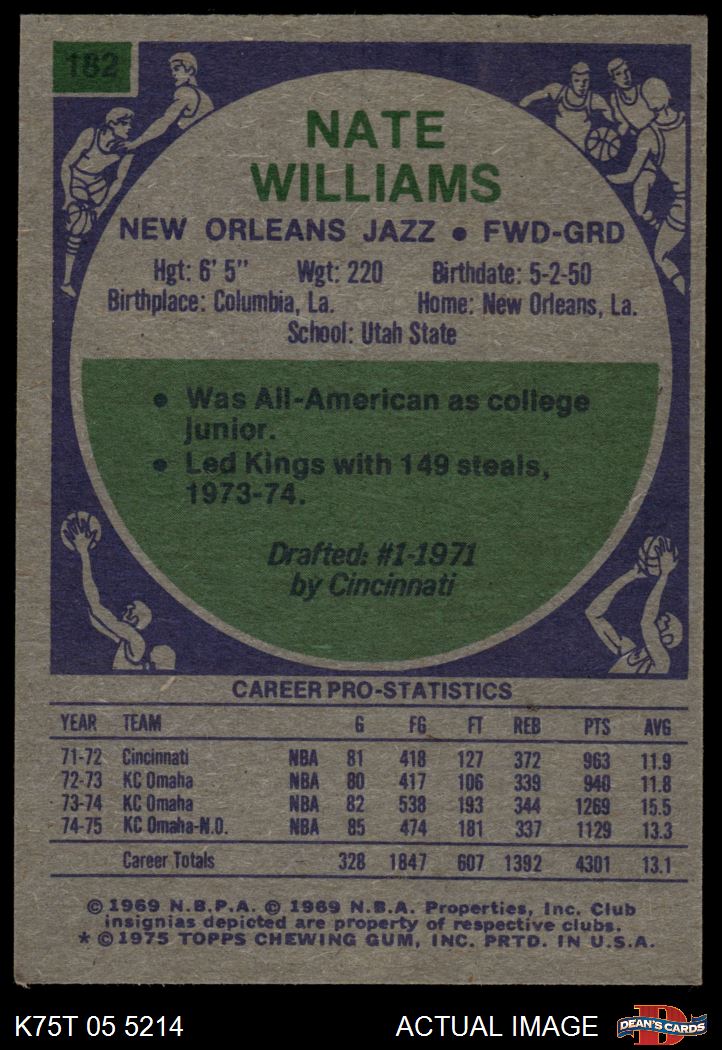 182
NATE
WILLIAMS
NEW ORLEANS JAZZ • FWD-GRD
Hgt: 6' 5" Wgt: 220 Birthdate: 5-2-50
Birthplace: Columbia, La. Home: New Orleans, La.
School: Utah State
• Was All-American as college
junior.
• Led Kings with 149 steals,
1973-74.
Drafted: #1-1971
by Cincinnati
CAREER PRO-STATISTICS
YEAR TEAM G FG FT REB PTS AVG
71-72 Cincinnati NBA 81 418 127 372 963 11.9
72-73 KC Omaha NBA 80 417 106 339 940 11.8
73-74 KC Omaha NBA 82 538 193 344 1269 15.5
74-75 KC Omaha-N.O. NBA 85 474 181 337 1129 13.3
Career Totals 328 1847 607 1392 4301 13.1
© 1969 N.B.P.A. © 1969 N.B.A. Properties, Inc. Club
insignias depicted are property of respective clubs.
* © 1975 TOPPS CHEWING GUM, INC. PRTD. IN U.S.A.
K75T 05 5214 ACTUAL IMAGE DEAN'S CARDS